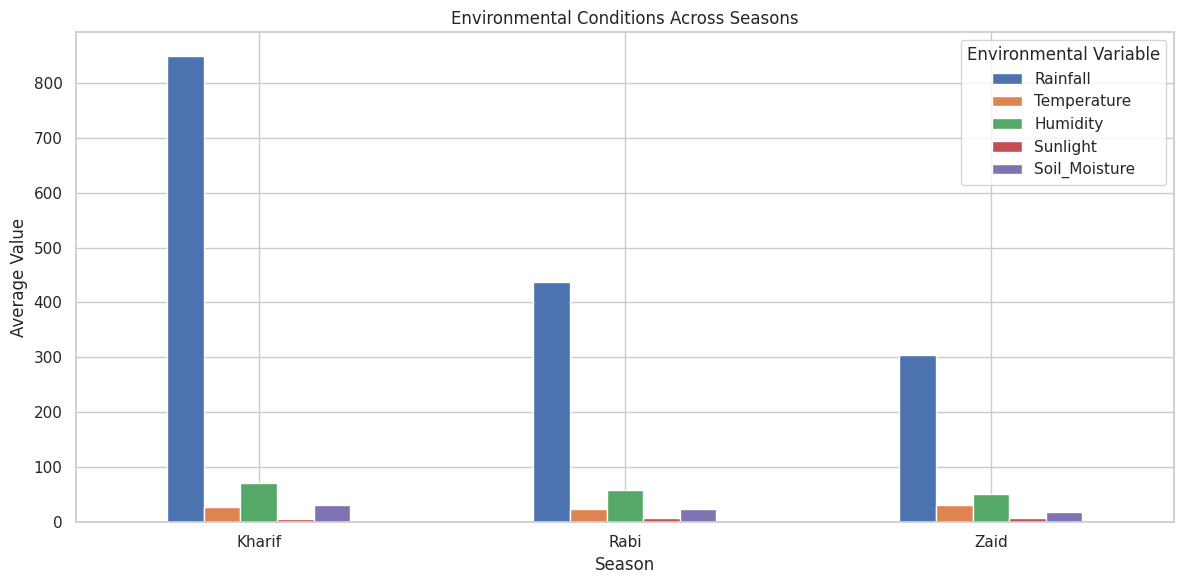 Environmental Conditions Across Seasons
Environmental Variable
Rainfall
Temperature
Humidity
Sunlight
Soil_Moisture
Average Value
800
700
600
500
400
300
200
100
0
Kharif
Rabi
Zaid
Season